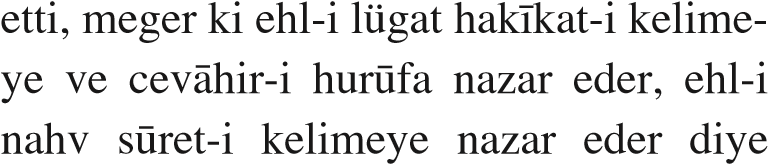 etti, meger ki ehl-i lügat hakīkat-i kelime-
ye ve cevāhir-i hurūfa nazar eder, ehl-i
nahv sūret-i kelimeye nazar eder diye